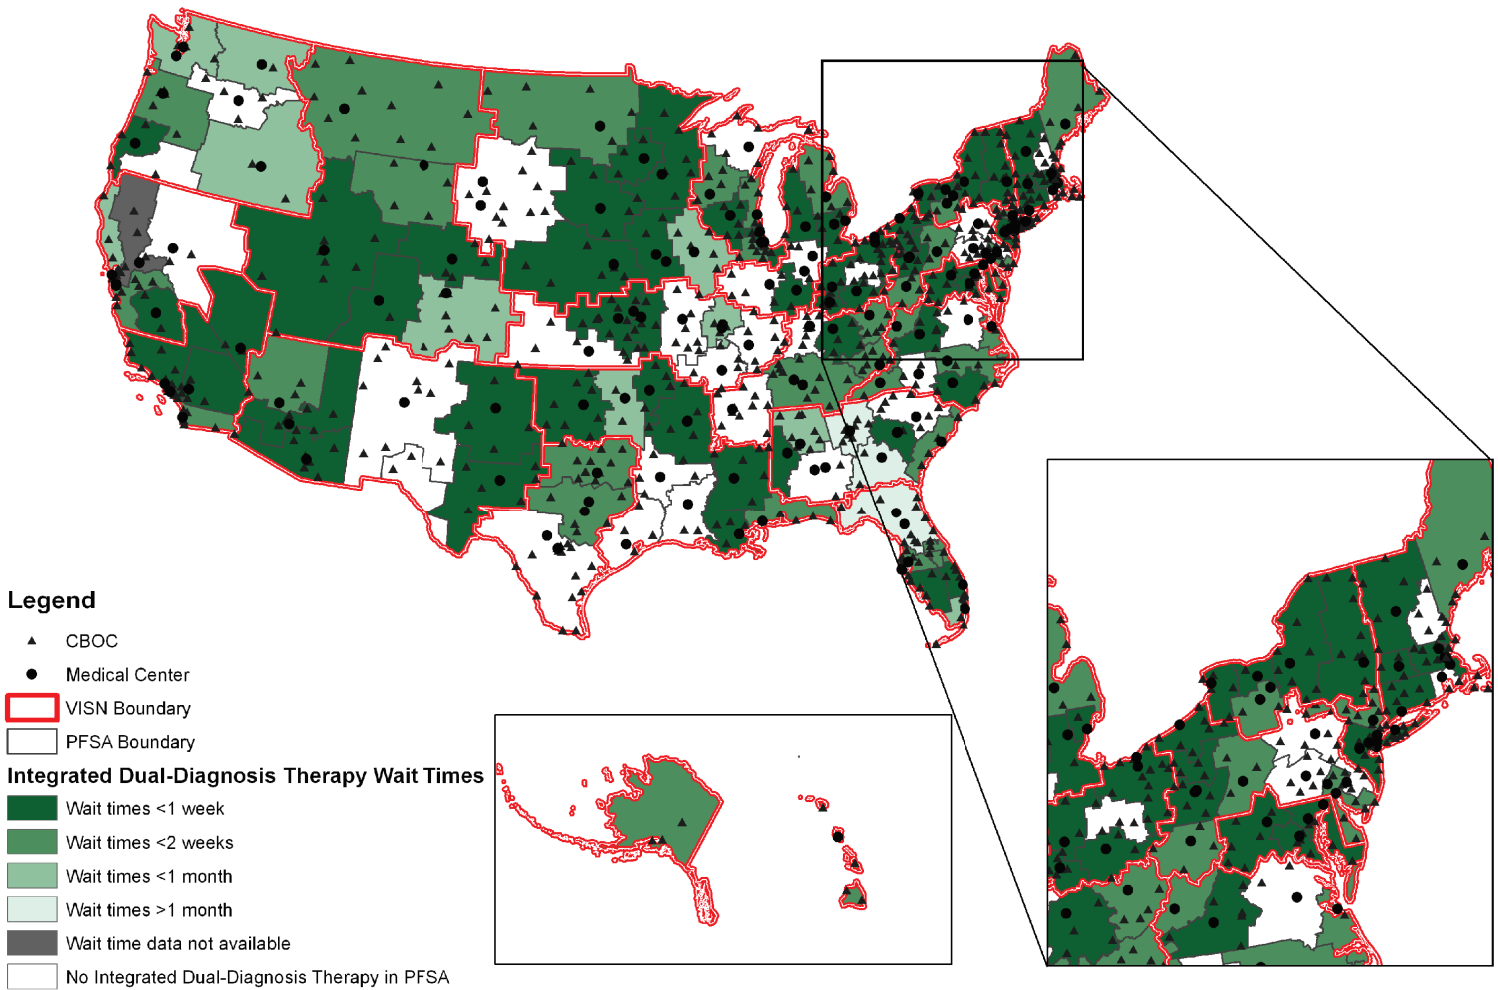 Legend
CBOC
Medical Center
VISN Boundary
PFSA Boundary
Integrated Dual-Diagnosis Therapy Wait Times
Wait times <1 week
Wait times <2 weeks
Wait times <1 month
Wait times >1 month
Wait time data not available
No Integrated Dual-Diagnosis Therapy in PFSA